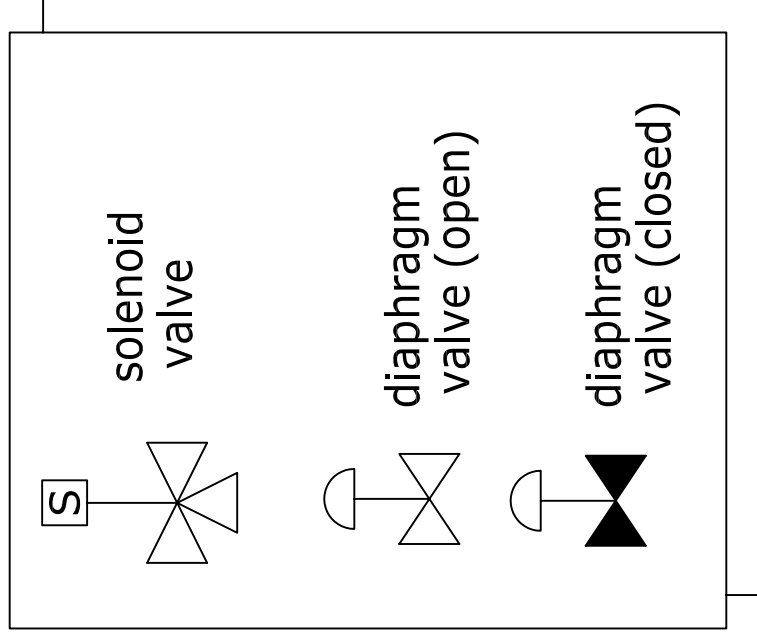 S
solenoid
valve
diaphragm
valve (open)
diaphragm
valve (closed)